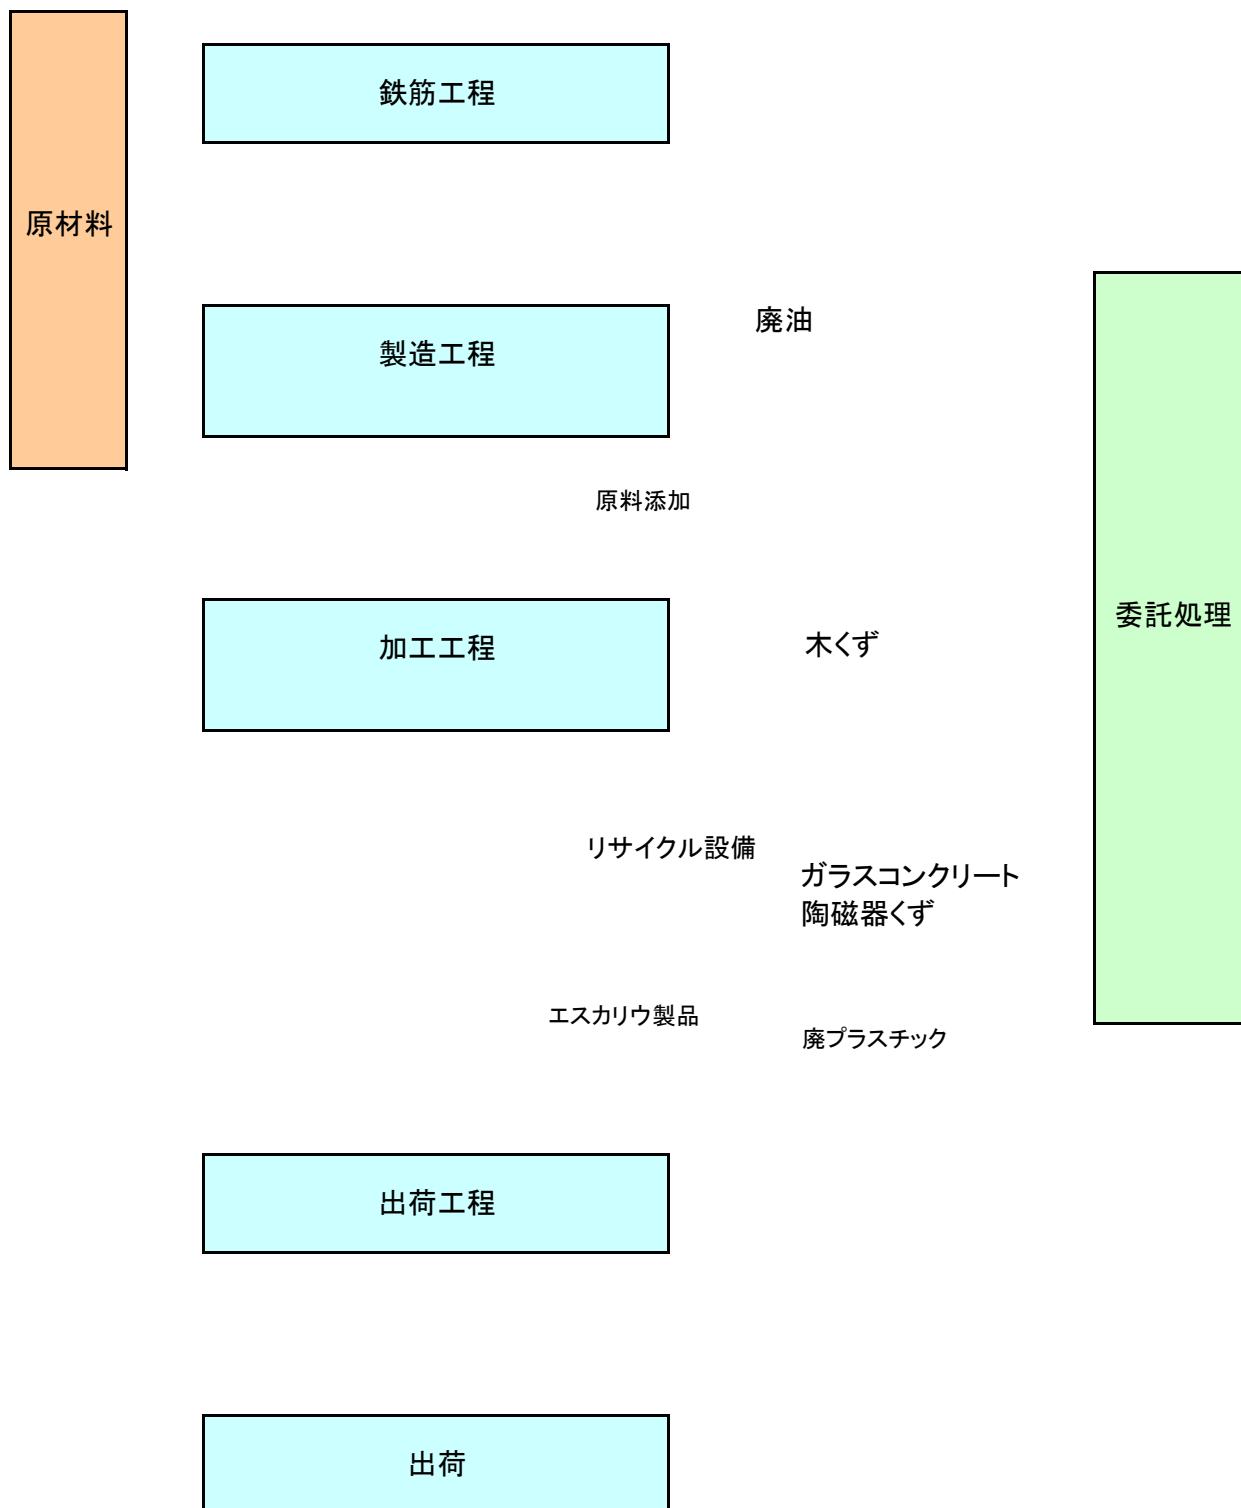 鉄筋工程
原材料
製造工程
廃油
原料添加
加工工程
木くず
委託処理
リサイクル設備
ガラスコンクリート
陶磁器くず
エスカリウ製品
廃プラスチック
出荷工程
出荷